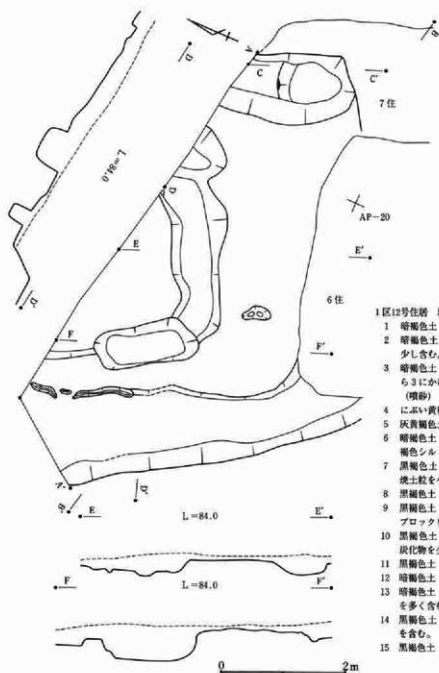 B
A
C
C'
7住
D
L=84.0
D
E
AP-20
E'
6住
F
F'
D'
A'
B'
D'
E
L=84.0
E'
F
L=84.0
F'
0
2m
1区12号住居
1 暗褐色土
2 暗褐色土
少し含む。
3 暗褐色土
ら3にか
(噴砂)
4 にぶい黄
5 灰黄褐色土
6 暗褐色土
褐色シル
7 黒褐色土
焼土粒を
8 黒褐色土
9 黒褐色土
ブロック
10 黒褐色土
炭化物を
11 黒褐色土
12 暗褐色土
13 暗褐色土
を多く含
14 黒褐色土
を含む。
15 黒褐色土